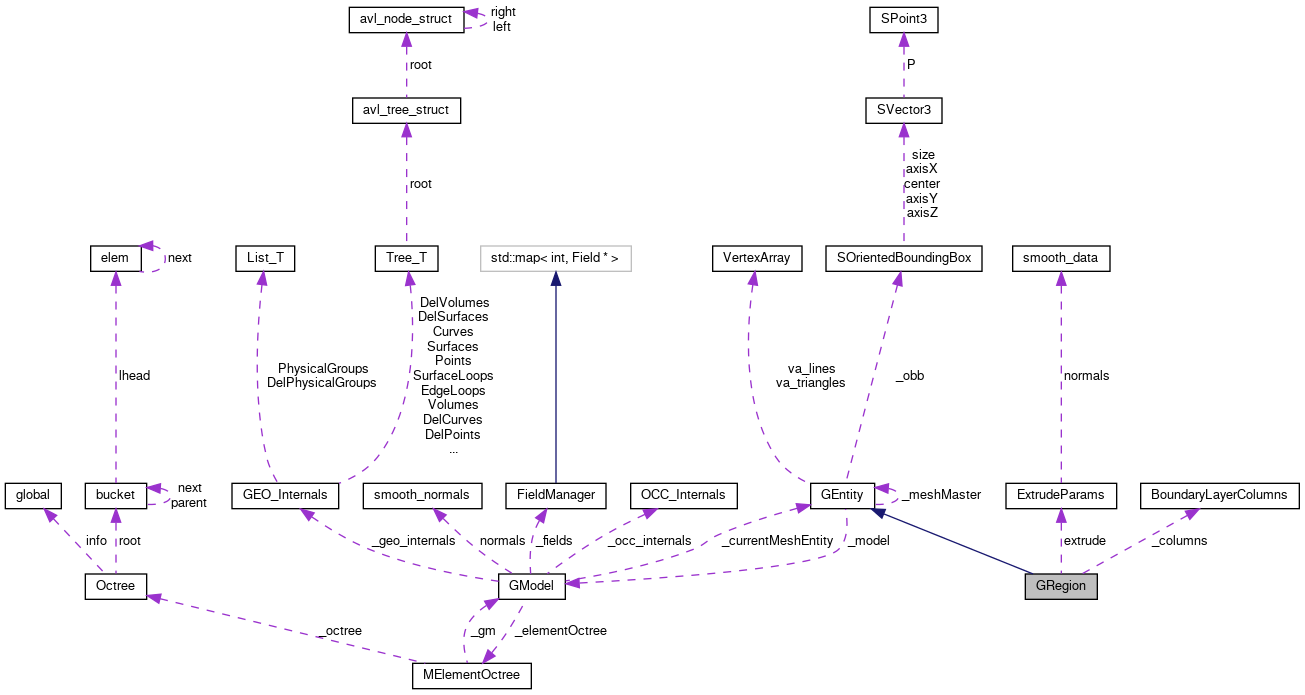 avl_node_struct
right
left
SPoint3
root
P
avl_tree_struct
SVector3
root
size
axisX
center
axisY
axisZ
elem
next
List_T
Tree_T
std::map< int, Field * >
VertexArray
SOrientedBoundingBox
smooth_data
lhead
PhysicalGroups
DelPhysicalGroups
DelVolumes
DelSurfaces
Curves
Surfaces
Points
SurfaceLoops
EdgeLoops
Volumes
DelCurves
DelPoints
...
va_lines
va_triangles
_obb
normals
global
bucket
next
parent
GEO_Internals
smooth_normals
FieldManager
OCC_Internals
GEntity
_meshMaster
ExtrudeParams
BoundaryLayerColumns
info
root
_geo_internals
normals
_fields
_occ_internals
_currentMeshEntity
_model
extrude
_columns
Octree
GModel
GRegion
_octree
_gm
_elementOctree
MElementOctree